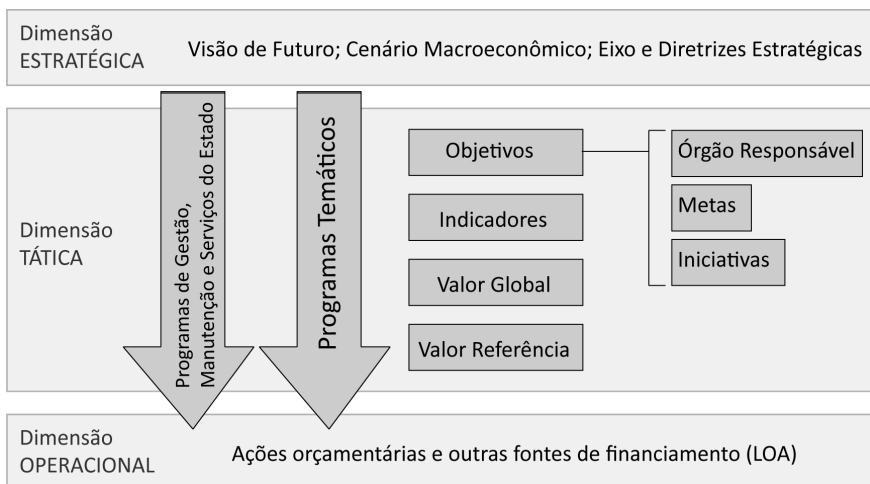 Dimensão
ESTRATÉGICA
Visão de Futuro; Cenário Macroeconômico; Eixo e Diretrizes Estratégicas
Dimensão
TÁTICA
Programas de Gestão,
Manutenção e Serviços do Estado
Programas Temáticos
Objetivos
Indicadores
Valor Global
Valor Referência
Órgão Responsável
Metas
Iniciativas
Dimensão
OPERACIONAL
Ações orçamentárias e outras fontes de financiamento (LOA)